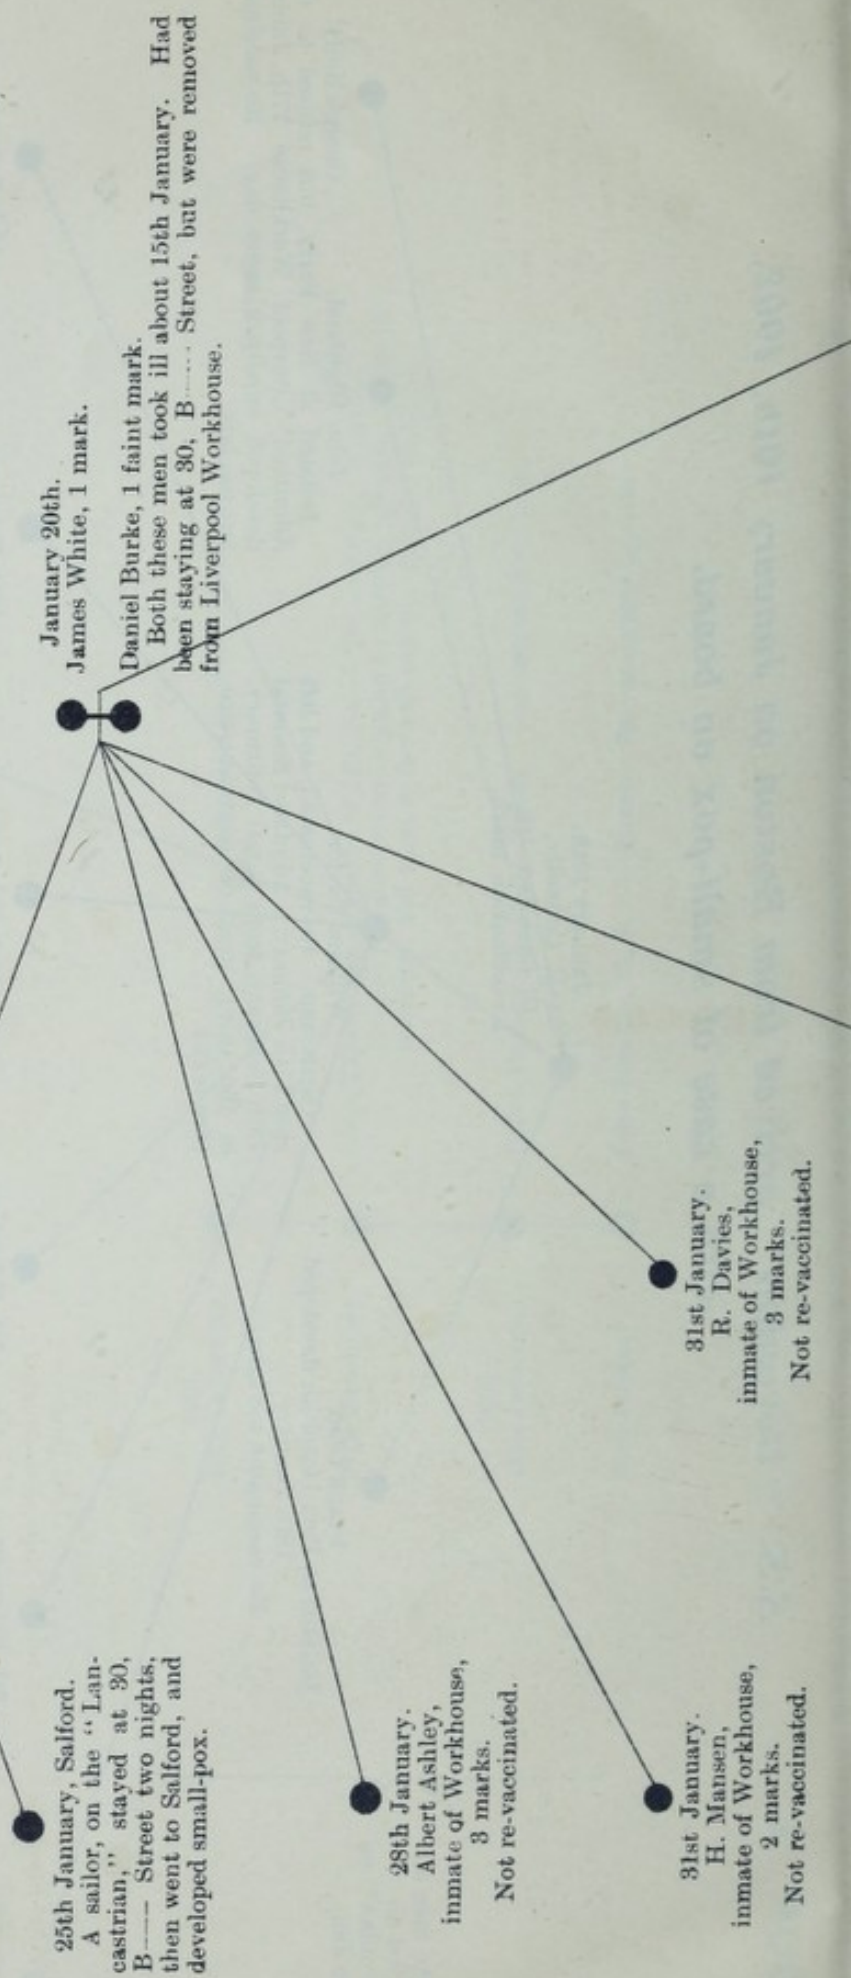 January 20th.
James White, 1 mark.
Daniel Burke, 1 faint mark.
Both these men took ill about 15th January. Had
been staying at 30, B------ Street, but were removed
from Liverpool Workhouse.
25th January, Salford.
A sailor, on the “Lan-
castrian,” stayed at 30,
B---- Street two nights,
then went to Salford, and
developed small-pox.
28th January.
Albert Ashley,
inmate of Workhouse,
3 marks.
Not re-vaccinated.
31st January.
H. Mansen,
inmate of Workhouse,
2 marks.
Not re-vaccinated.
31st January.
R. Davies,
inmate of Workhouse,
3 marks.
Not re-vaccinated.